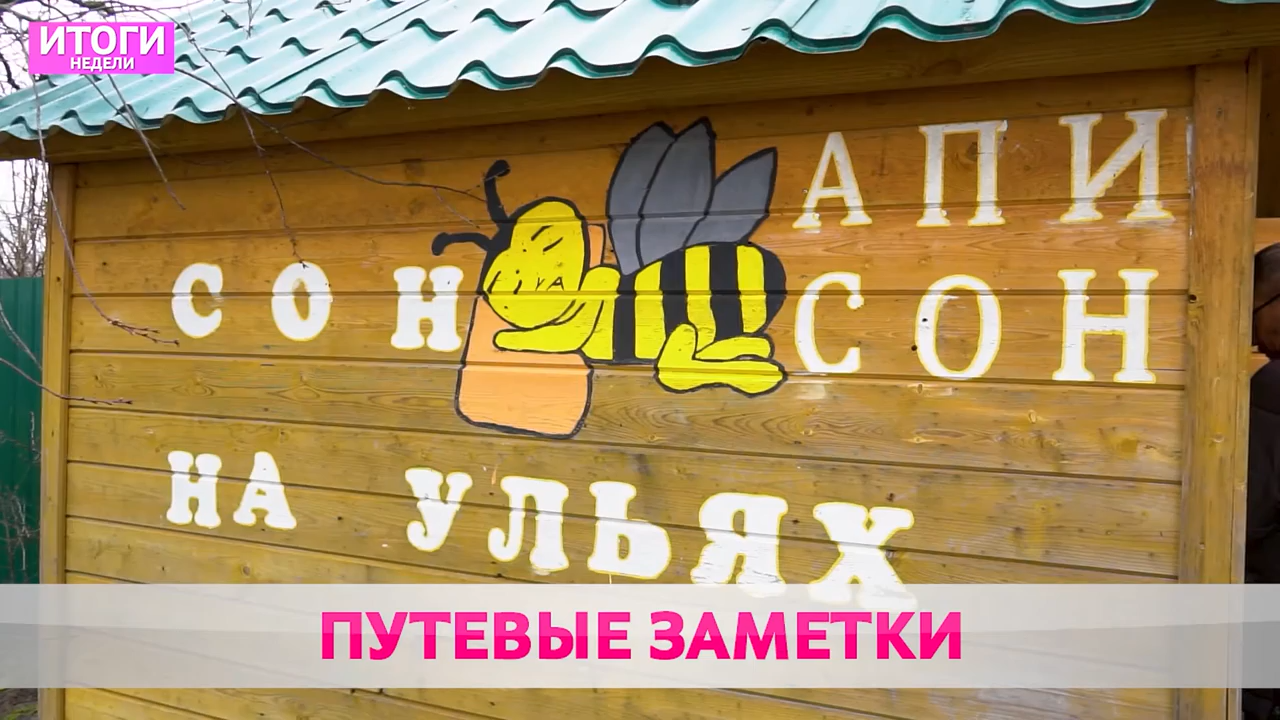 ИТОГИ
НЕДЕЛИ
АПИ
СОН
СОН
НА УЛЬЯХ
ПУТЕВЫЕ ЗАМЕТКИ